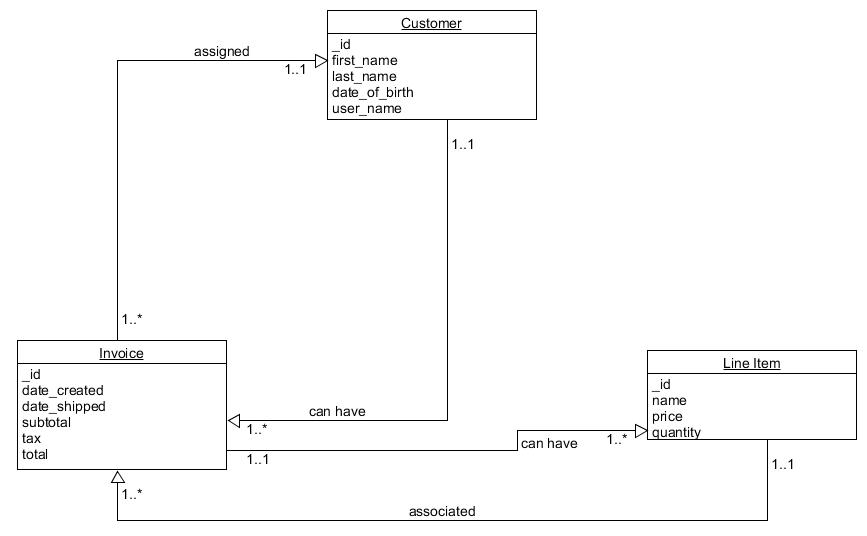 Customer
_id
first_name
last_name
date_of_birth
user_name
assigned
1..1
1..1
1..*
Invoice
_id
date_created
date_shipped
subtotal
tax
total
can have
1..*
1..1
can have
1..*
Line Item
_id
name
price
quantity
1..1
1..*
associated